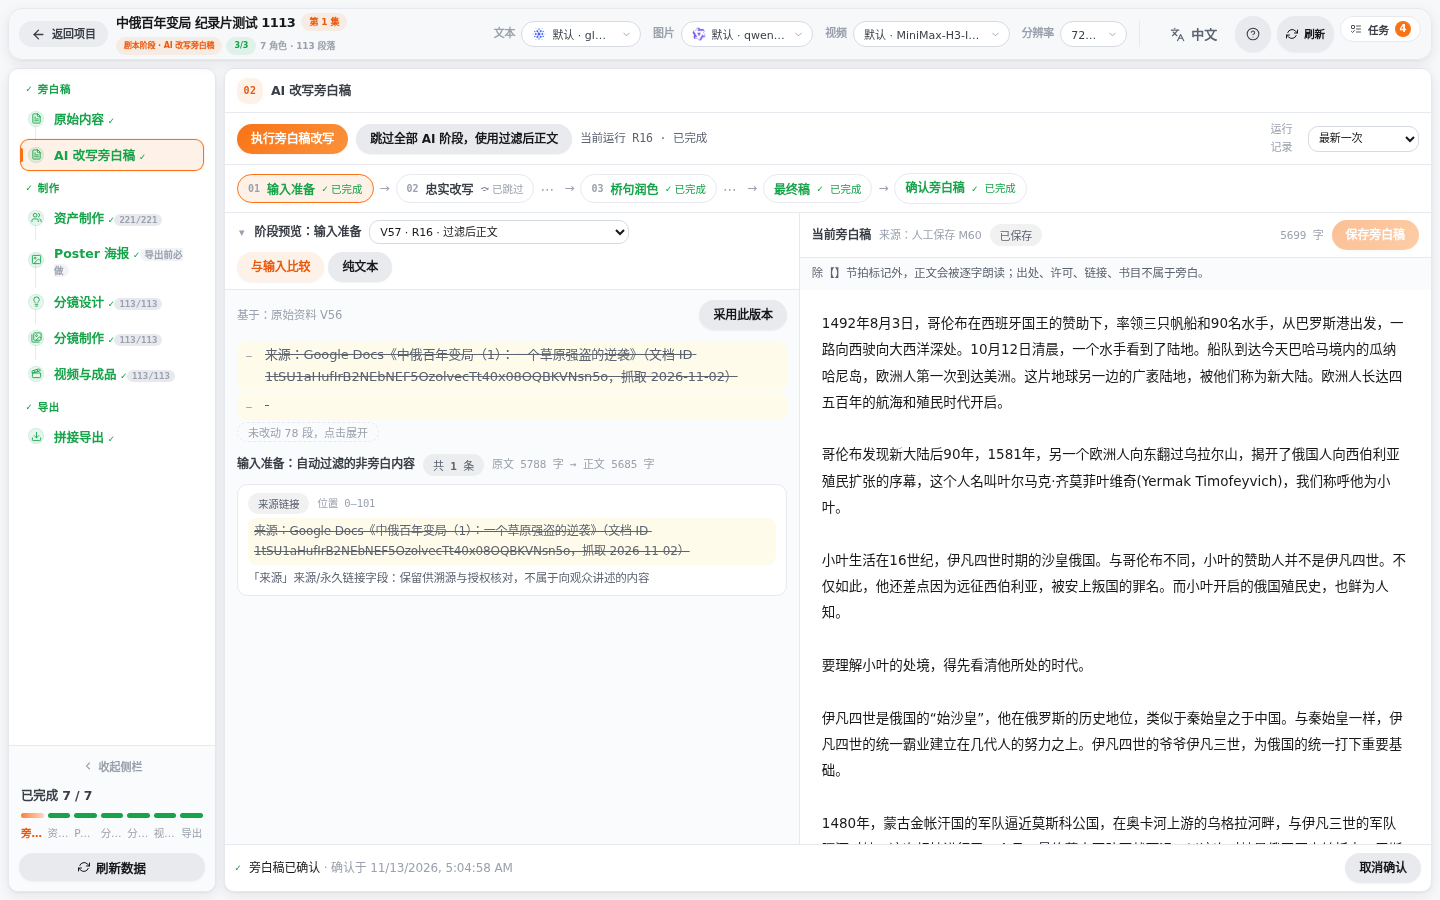 返回项目
中俄百年变局 纪录片测试 1113 第 1 集
剧本阶段 · AI 改写旁白稿 3/3 7 角色 · 113 段落
文本 默认 · gl... 图片 默认 · qwen... 视频 默认 · MiniMax-H3-I... 分辨率 72... 中文 刷新 任务 4
✓ 旁白稿
原始内容 ✓
AI 改写旁白稿 ✓
✓ 制作
资产制作 ✓ 221/221
Poster 海报 ✓ 导出前必做
分镜设计 ✓ 113/113
分镜制作 ✓ 113/113
视频与成品 ✓ 113/113
✓ 导出
拼接导出 ✓
收起侧栏
已完成 7 / 7
旁... 资... P... 分... 分... 视... 导出
刷新数据
02 AI 改写旁白稿
执行旁白稿改写 跳过全部 AI 阶段，使用过滤后正文 当前运行 R16 · 已完成
运行
记录
最新一次
01 输入准备 ✓ 已完成 → 02 忠实改写 已跳过 ··· → 03 桥句润色 ✓ 已完成 ··· → 最终稿 ✓ 已完成 → 确认旁白稿 ✓ 已完成
▾ 阶段预览：输入准备 V57 · R16 · 过滤后正文
与输入比较 纯文本
基于：原始资料 V56 采用此版本
− 来源：Google Docs《中俄百年变局（1）：一个草原强盗的逆袭》（文档 ID
1tSU1aHufIrB2NEbNEF5OzolvecTt40x08OQBKVNsn5o，抓取 2026-11-02）
−
未改动 78 段，点击展开
输入准备：自动过滤的非旁白内容 共 1 条 原文 5788 字 → 正文 5685 字
来源链接 位置 0–101
来源：Google Docs《中俄百年变局（1）：一个草原强盗的逆袭》（文档 ID
1tSU1aHufIrB2NEbNEF5OzolvecTt40x08OQBKVNsn5o，抓取 2026-11-02）
「来源」来源/永久链接字段：保留供溯源与授权核对，不属于向观众讲述的内容
当前旁白稿 来源：人工保存 M60 已保存 5699 字 保存旁白稿
除【】节拍标记外，正文会被逐字朗读；出处、许可、链接、书目不属于旁白。
1492年8月3日，哥伦布在西班牙国王的赞助下，率领三只帆船和90名水手，从巴罗斯港出发，一
路向西驶向大西洋深处。10月12日清晨，一个水手看到了陆地。船队到达今天巴哈马境内的瓜纳
哈尼岛，欧洲人第一次到达美洲。这片地球另一边的广袤陆地，被他们称为新大陆。欧洲人长达四
五百年的航海和殖民时代开启。
哥伦布发现新大陆后90年，1581年，另一个欧洲人向东翻过乌拉尔山，揭开了俄国人向西伯利亚
殖民扩张的序幕，这个人名叫叶尔马克·齐莫菲叶维奇(Yermak Timofeyvich)，我们称呼他为小
叶。
小叶生活在16世纪，伊凡四世时期的沙皇俄国。与哥伦布不同，小叶的赞助人并不是伊凡四世。不
仅如此，他还差点因为远征西伯利亚，被安上叛国的罪名。而小叶开启的俄国殖民史，也鲜为人
知。
要理解小叶的处境，得先看清他所处的时代。
伊凡四世是俄国的“始沙皇”，他在俄罗斯的历史地位，类似于秦始皇之于中国。与秦始皇一样，伊
凡四世的统一霸业建立在几代人的努力之上。伊凡四世的爷爷伊凡三世，为俄国的统一打下重要基
础。
1480年，蒙古金帐汗国的军队逼近莫斯科公国，在奥卡河上游的乌格拉河畔，与伊凡三世的军队
✓ 旁白稿已确认 · 确认于 11/13/2026, 5:04:58 AM 取消确认